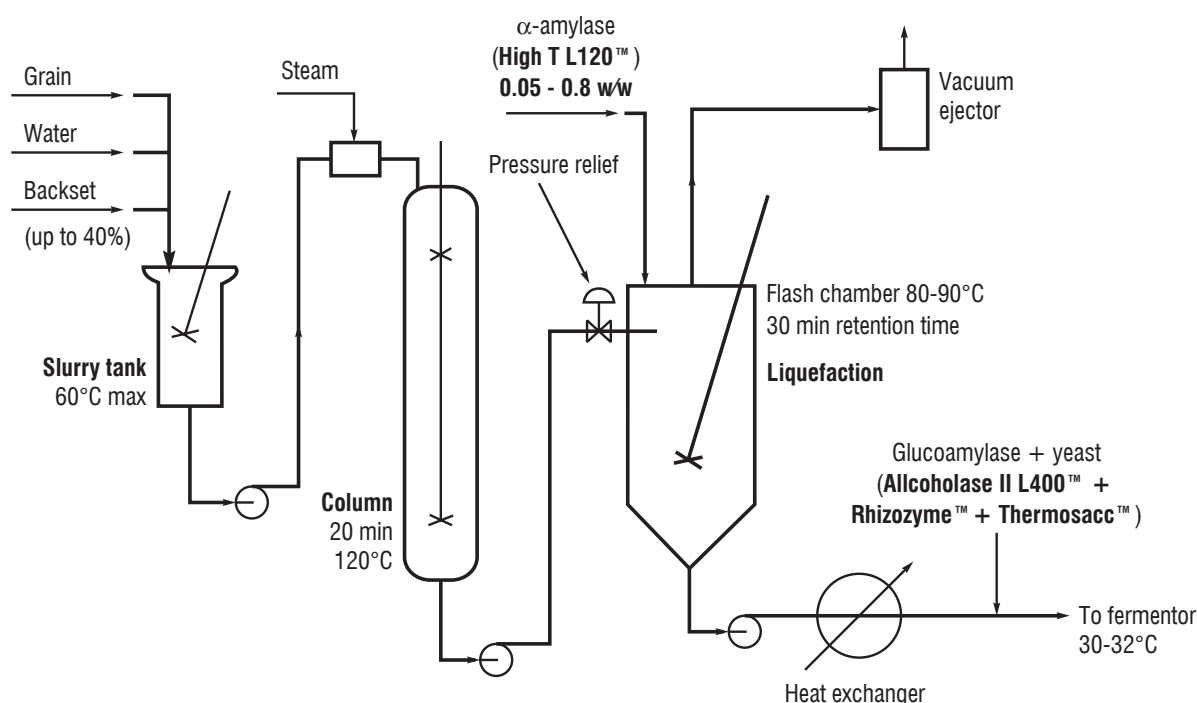 Grain
Water
Backset
(up to 40%)
Slurry tank
60°C max
Steam
Column
20 min
120°C
α-amylase
(High T L120™)
0.05 - 0.8 w/w
Pressure relief
Vacuum
ejector
Flash chamber 80-90°C
30 min retention time
Liquefaction
Glucoamylase + yeast
(Allcoholase II L400™ +
Rhizozyme™ + Thermosacc™)
To fermentor
30-32°C
Heat exchanger